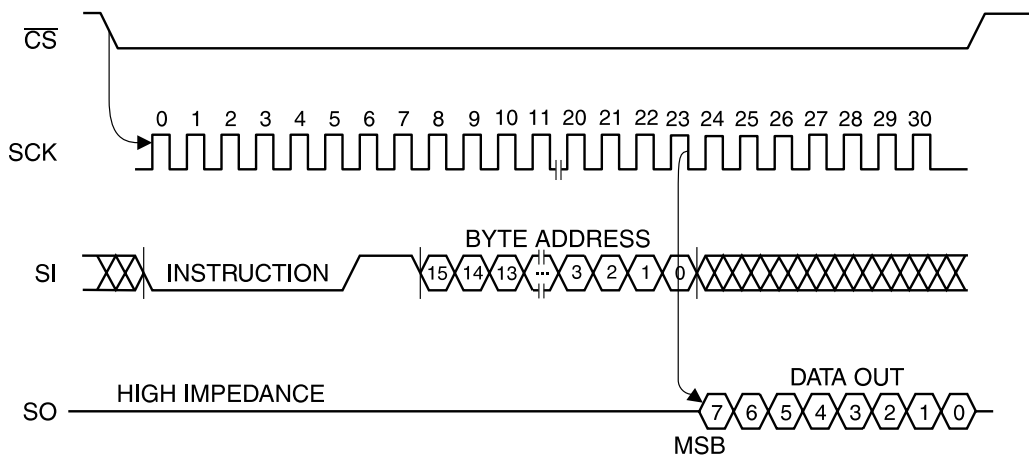 C̅S̅
0 1 2 3 4 5 6 7 8 9 10 11 20 21 22 23 24 25 26 27 28 29 30
SCK
BYTE ADDRESS
SI INSTRUCTION 15 14 13 ... 3 2 1 0
HIGH IMPEDANCE DATA OUT
SO 7 6 5 4 3 2 1 0
MSB